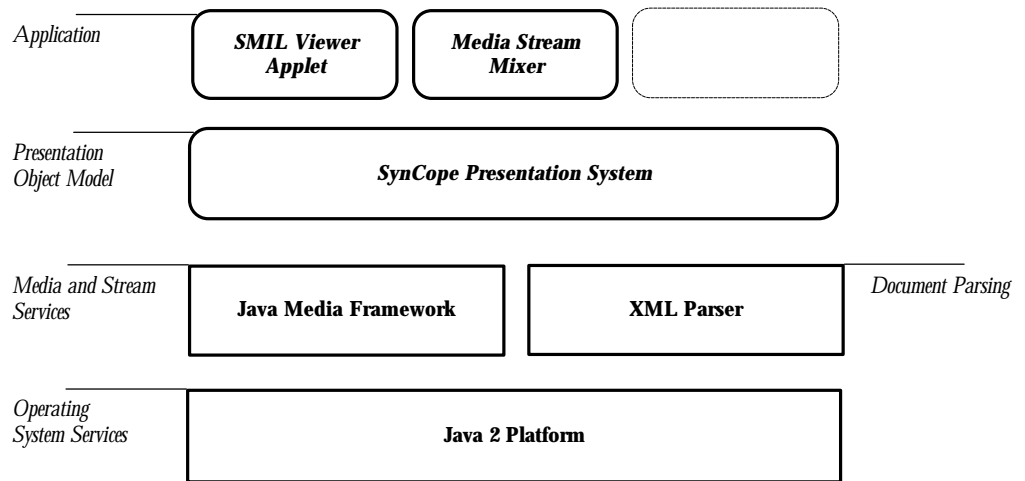 Application
SMIL Viewer
Applet
Media Stream
Mixer
Presentation
Object Model
SynCope Presentation System
Media and Stream
Services
Java Media Framework
XML Parser
Document Parsing
Operating
System Services
Java 2 Platform